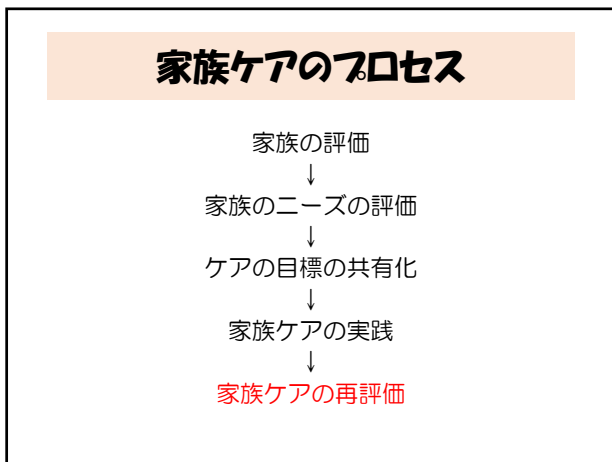 家族ケアのプロセス
家族の評価
↓
家族のニーズの評価
↓
ケアの目標の共有化
↓
家族ケアの実践
↓
家族ケアの再評価